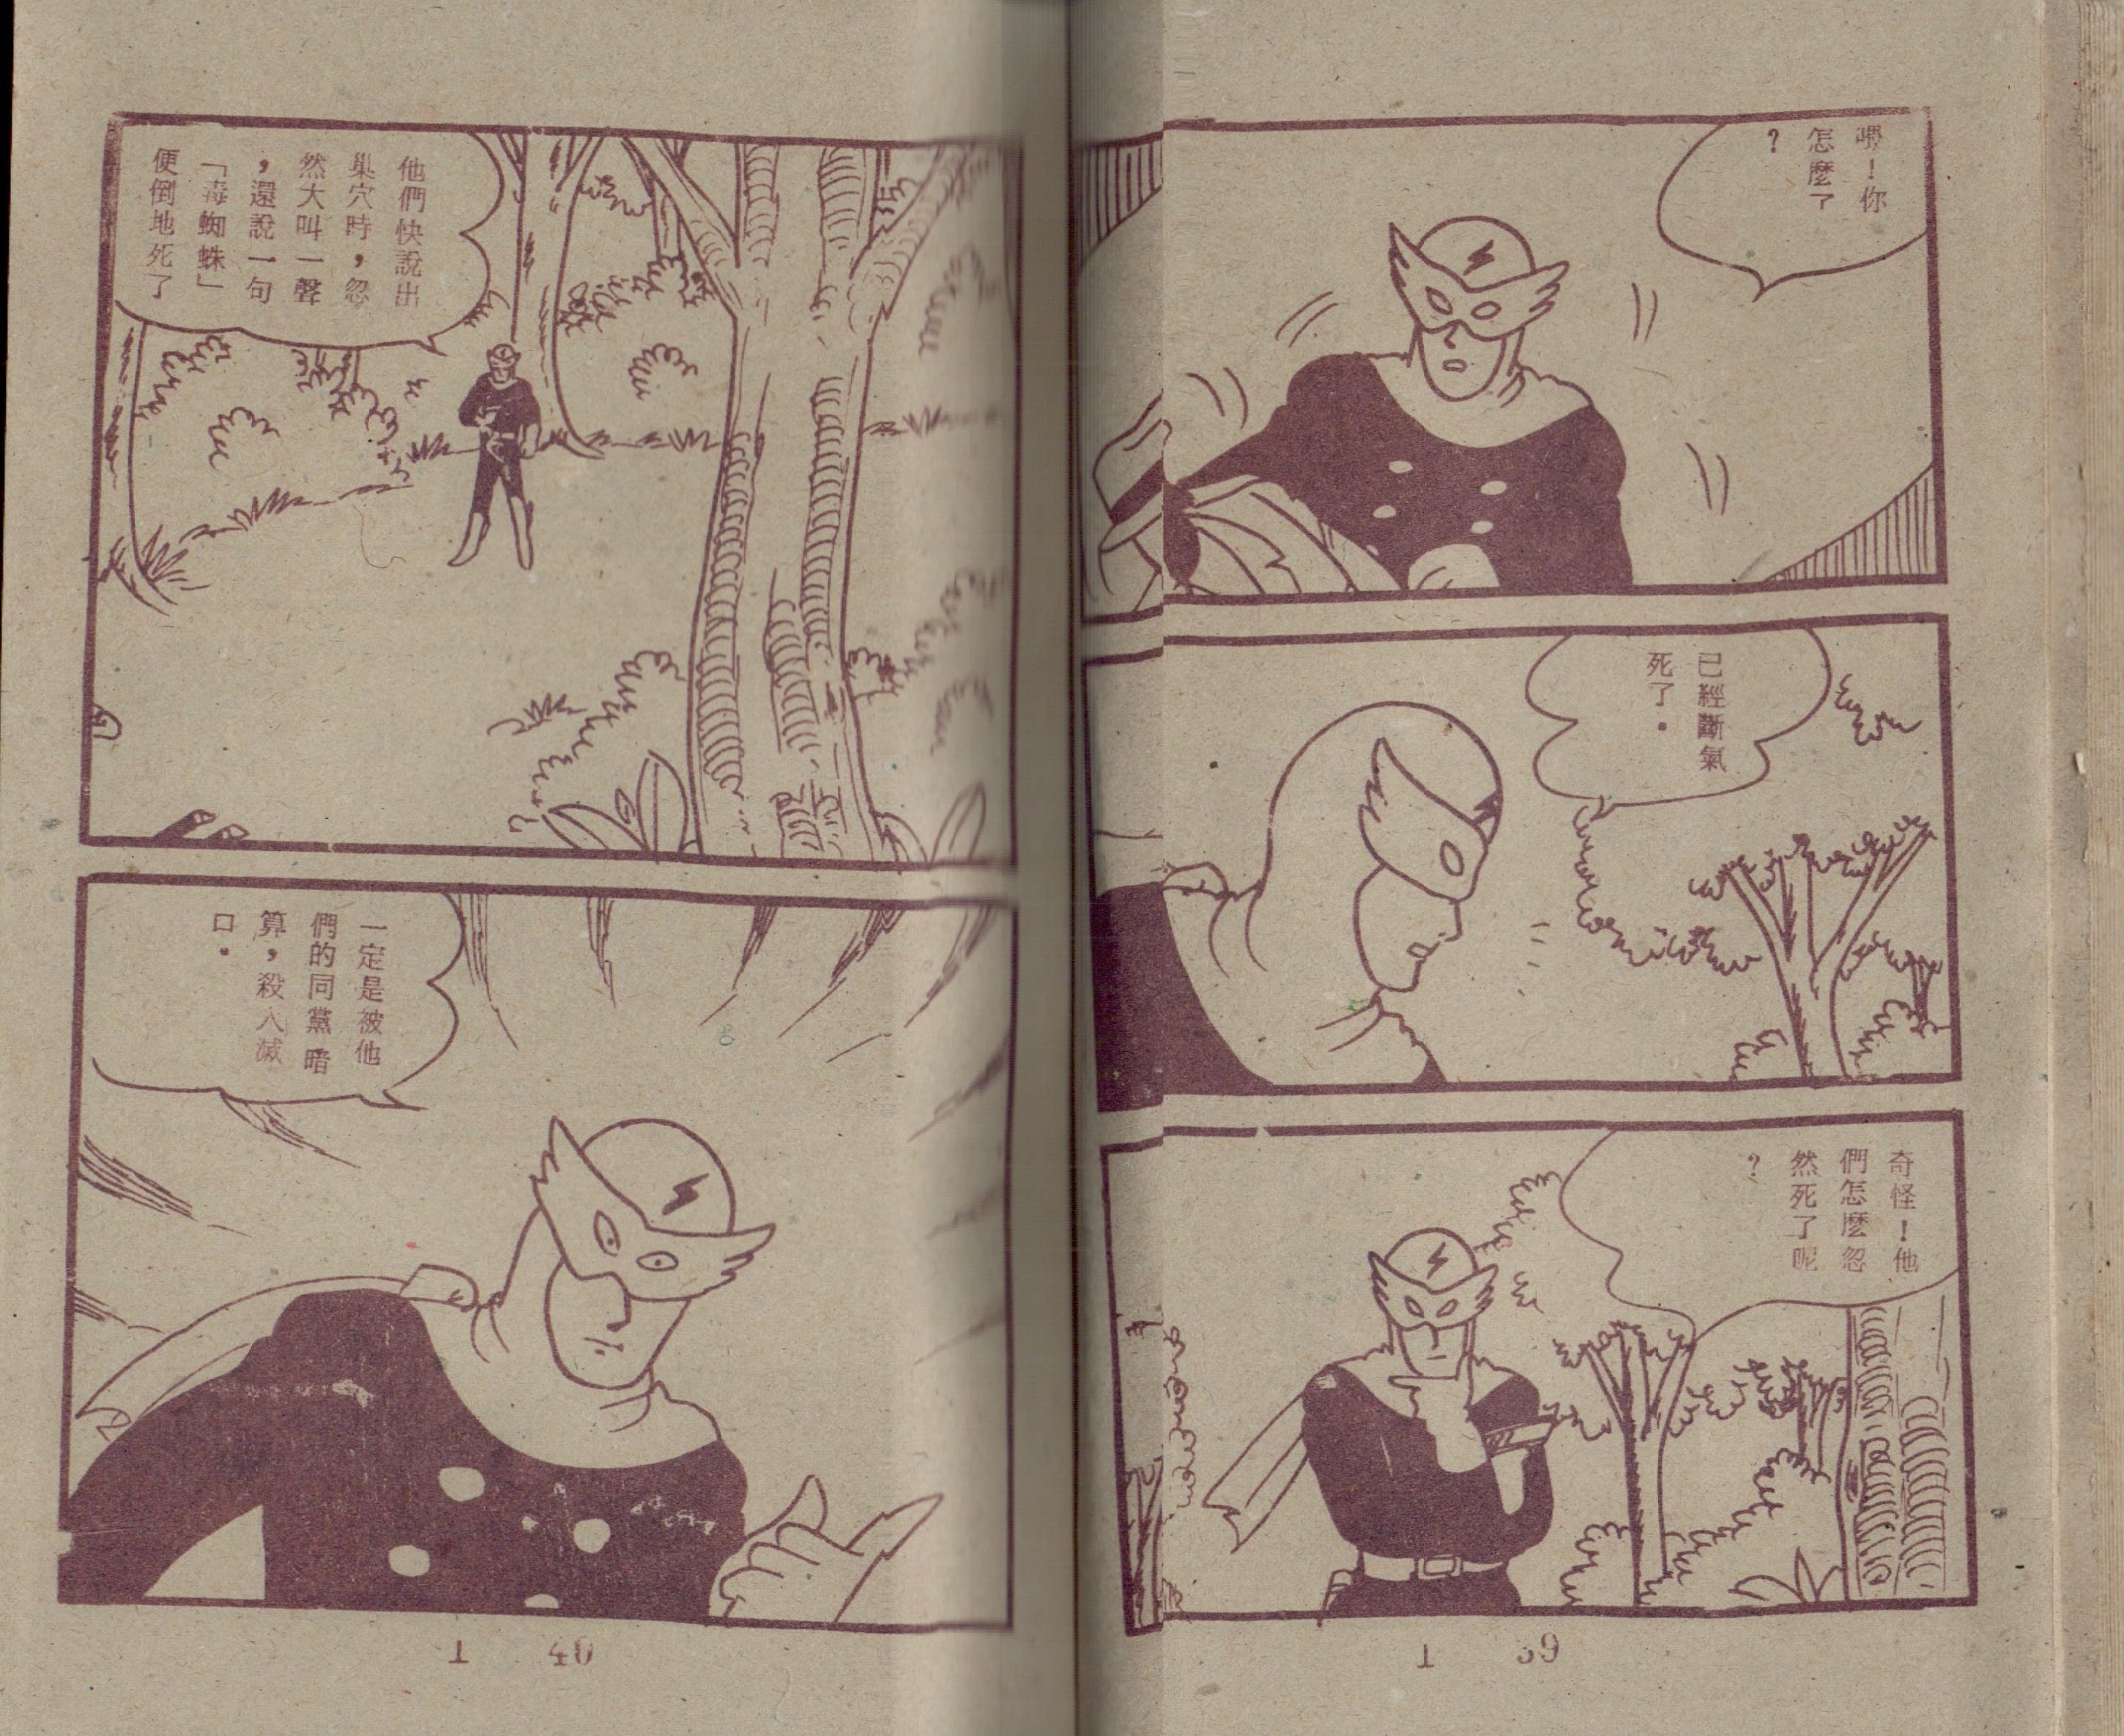 喂！你
怎麼了
？
已經斷氣
死了。
奇怪！他
們怎麼忽
然死了呢
？
1 39
他們快說出
巢穴時，忽
然大叫一聲
，還說一句
「毒蜘蛛」
便倒地死了
一定是被他
們的同黨暗
算，殺人滅
口。
1 40